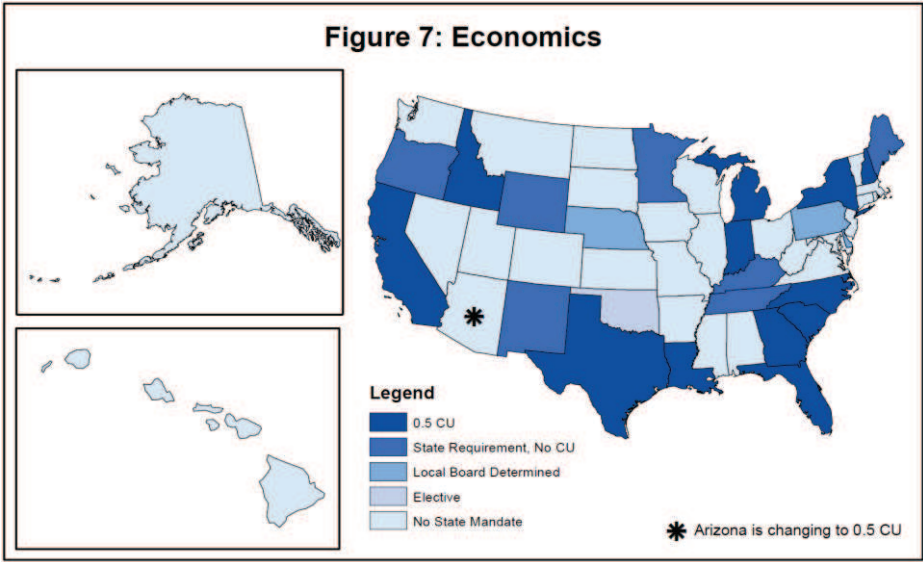 Figure 7: Economics
Legend
0.5 CU
State Requirement, No CU
Local Board Determined
Elective
No State Mandate
Arizona is changing to 0.5 CU